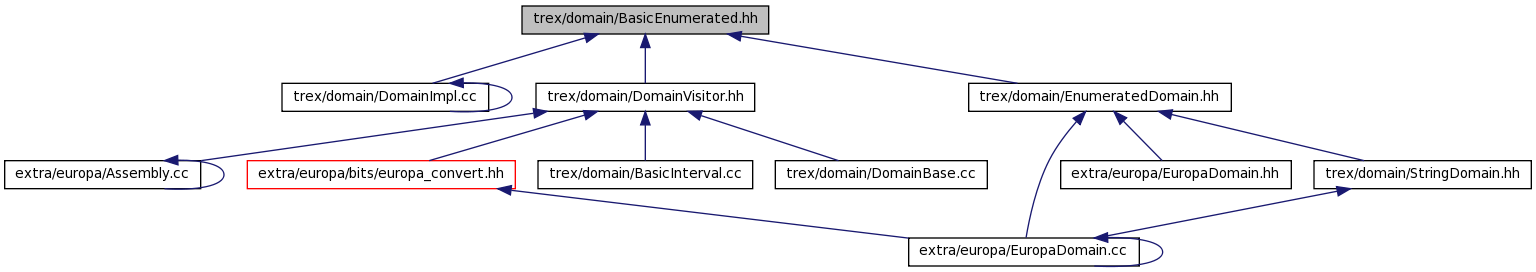 trex/domain/BasicEnumerated.hh
trex/domain/DomainImpl.cc
trex/domain/DomainVisitor.hh
trex/domain/EnumeratedDomain.hh
extra/europa/Assembly.cc
extra/europa/bits/europa_convert.hh
trex/domain/BasicInterval.cc
trex/domain/DomainBase.cc
extra/europa/EuropaDomain.hh
trex/domain/StringDomain.hh
extra/europa/EuropaDomain.cc